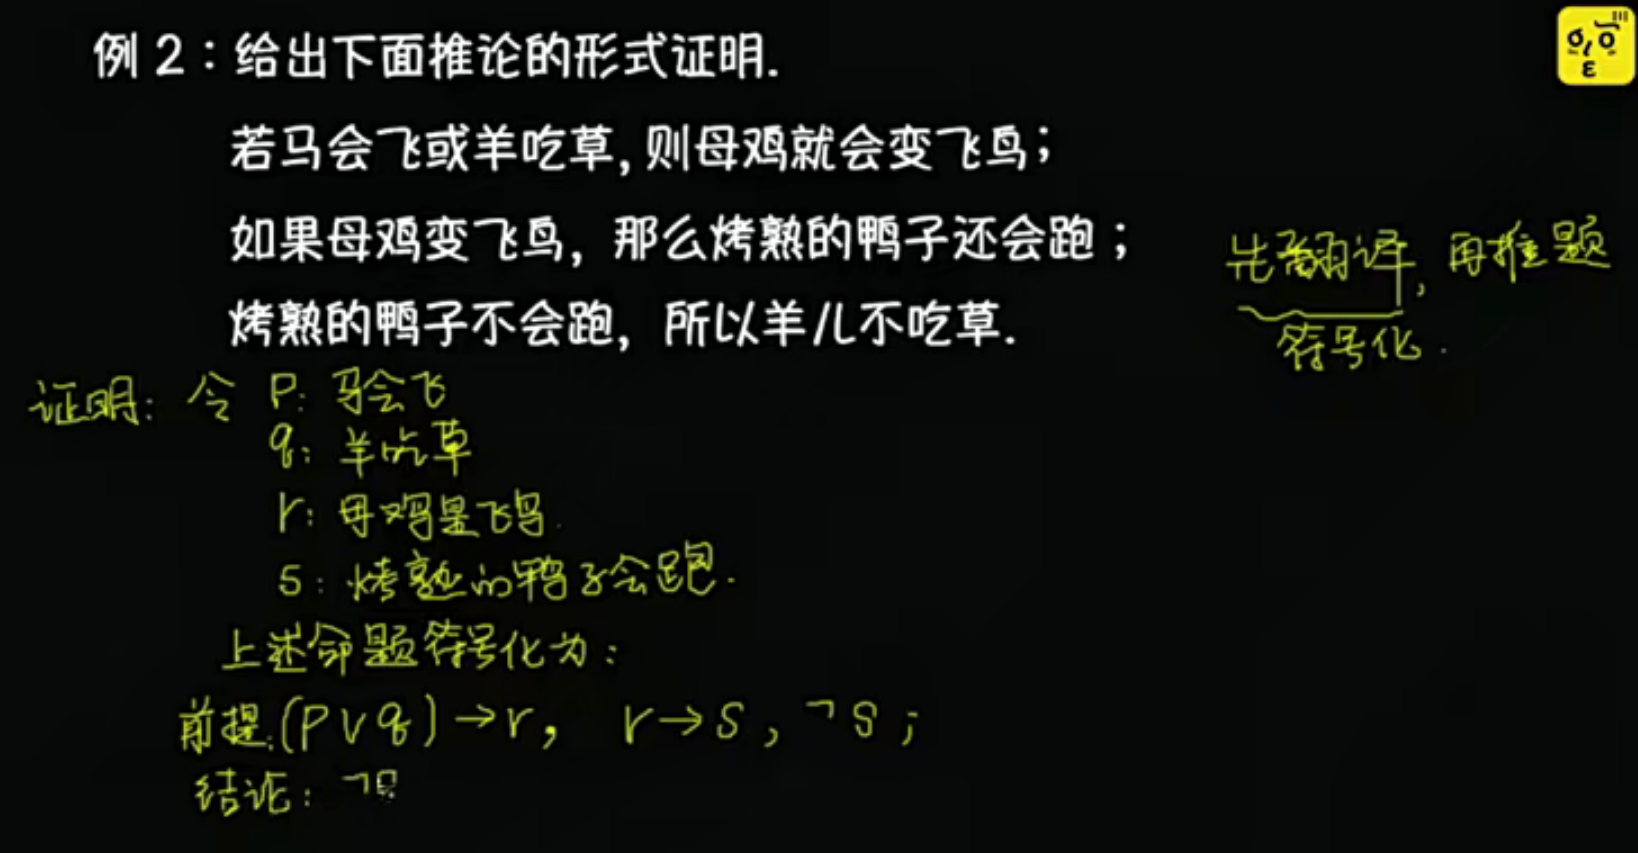 例2：给出下面推论的形式证明.
若马会飞或羊吃草,则母鸡就会变飞鸟；
如果母鸡变飞鸟，那么烤熟的鸭子还会跑；
烤熟的鸭子不会跑，所以羊儿不吃草.
先翻译，再推题
符号化.
证明：令 P: 马会飞
q: 羊吃草
r: 母鸡是飞鸟.
s: 烤熟的鸭子会跑.
上述命题符号化为：
前提:(P∨q)→r, r→s, ¬s;
结论: ¬q